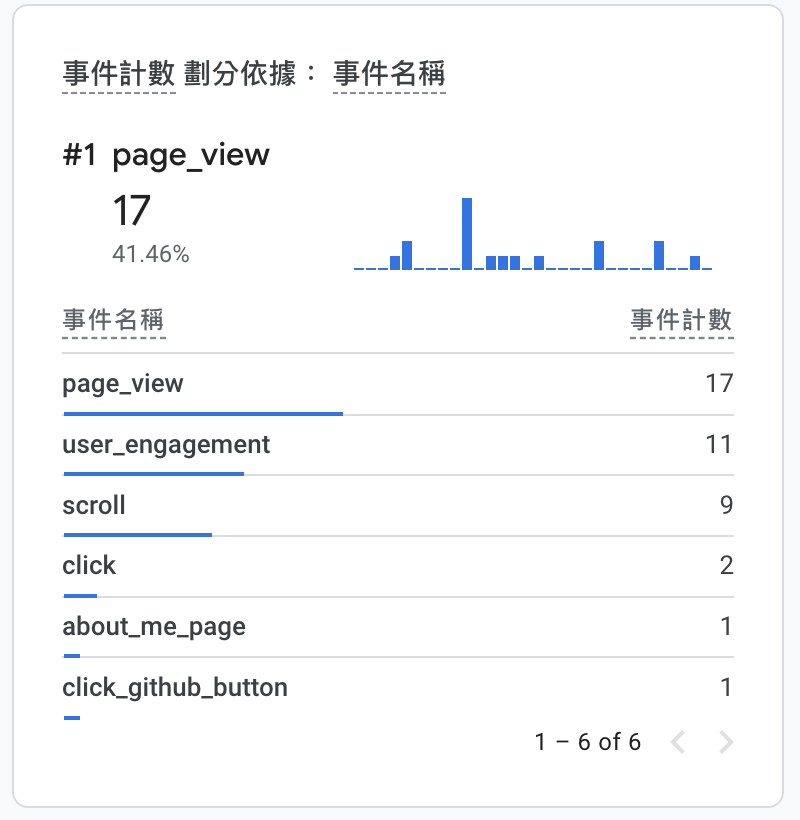 事件計數 劃分依據： 事件名稱
#1 page_view
17
41.46%
事件名稱 事件計數
page_view 17
user_engagement 11
scroll 9
click 2
about_me_page 1
click_github_button 1
1 – 6 of 6